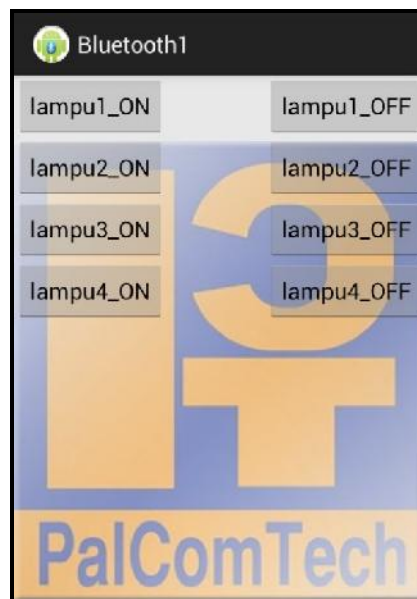 Bluetooth1
lampu1_ON lampu1_OFF
lampu2_ON lampu2_OFF
lampu3_ON lampu3_OFF
lampu4_ON lampu4_OFF
PalComTech